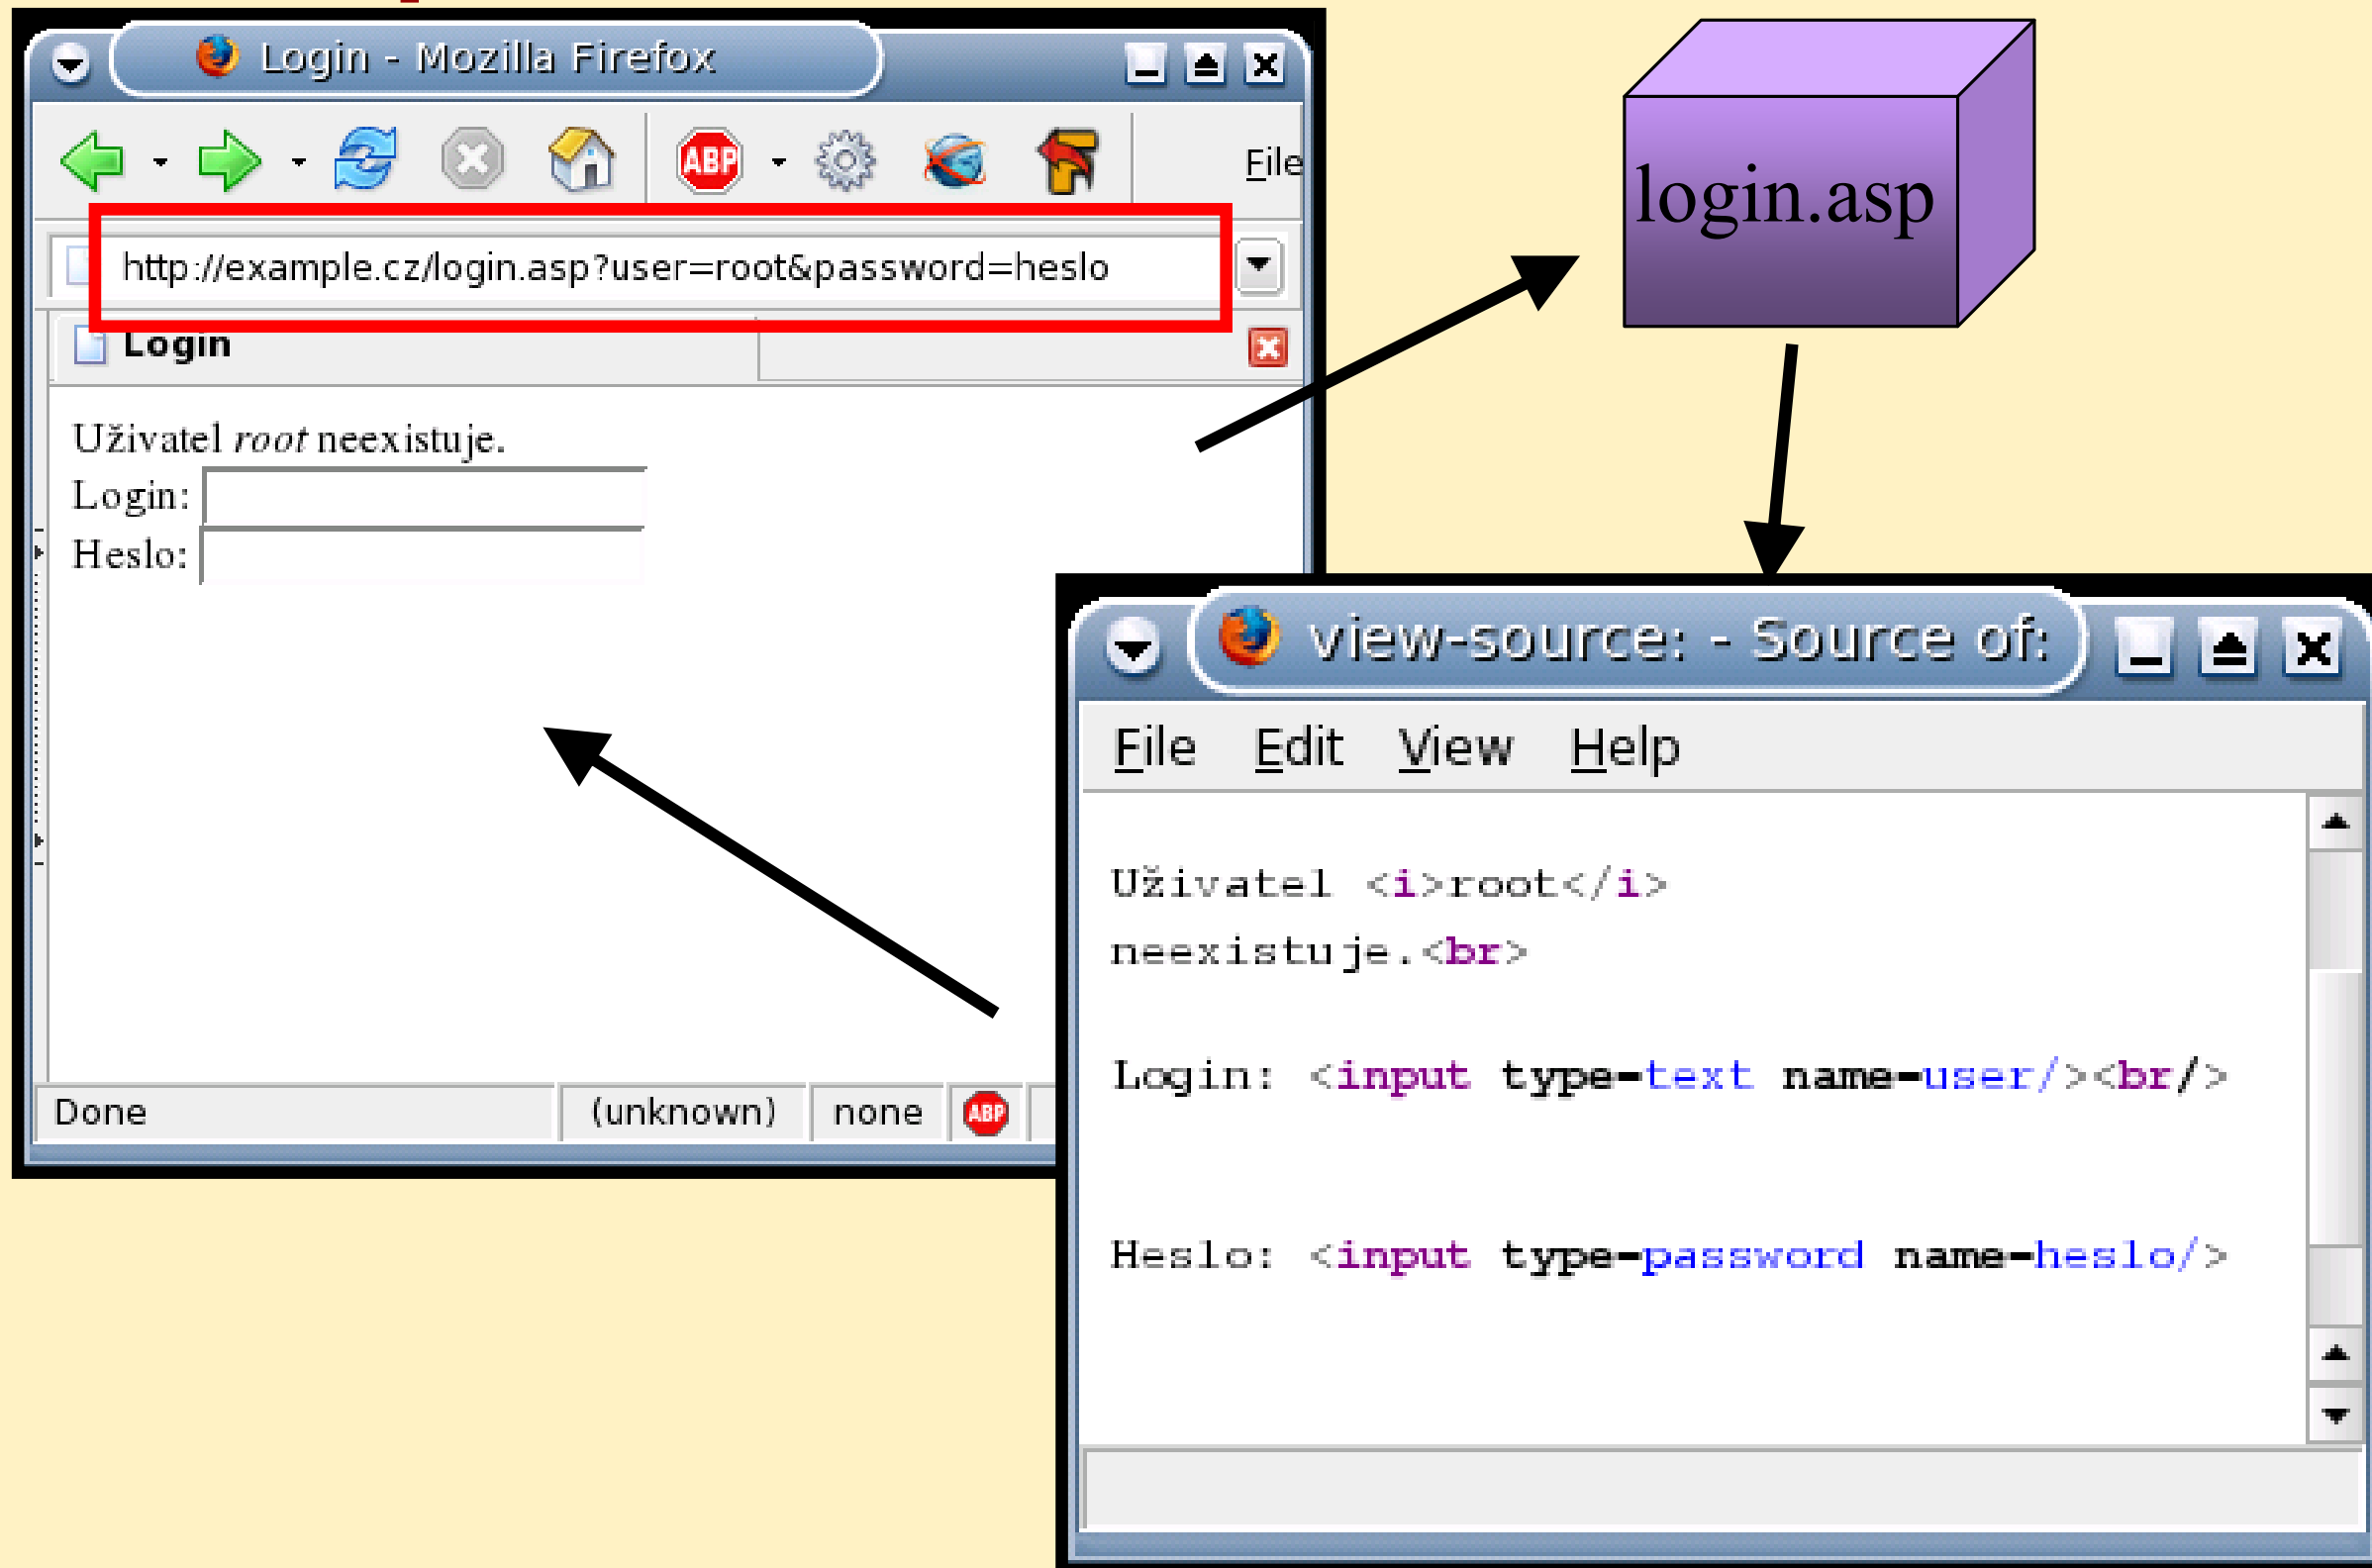 Login - Mozilla Firefox
ABP
File
http://example.cz/login.asp?user=root&password=heslo
Login
Uživatel root neexistuje.
Login:
Heslo:
Done (unknown) none ABP
login.asp
view-source: - Source of:
File Edit View Help
Uživatel <i>root</i>
neexistuje.<br>
Login: <input type=text name=user/><br/>
Heslo: <input type=password name=heslo/>